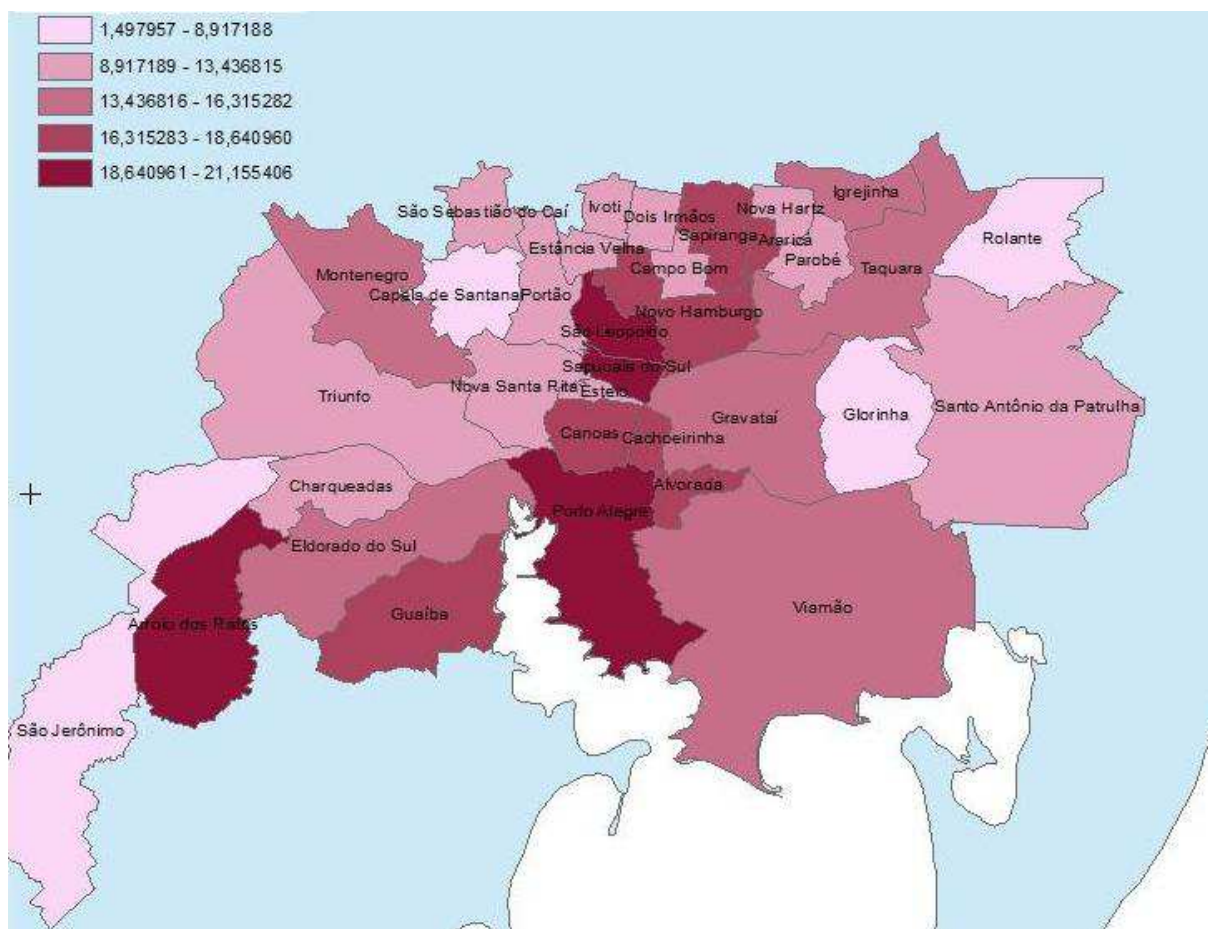 1,497957 - 8,917188
8,917189 - 13,436815
13,436816 - 16,315282
16,315283 - 18,640960
18,640961 - 21,155406
Igrejinha
São Sebastião do Caí
Ivoti
Dois Irmãos
Nova Hartz
Sapiranga
Araricá
Rolante
Estância Velha
Parobé
Montenegro
Campo Bom
Taquara
Capela de Santana
Portão
Novo Hamburgo
São Leopoldo
Sapucaia do Sul
Nova Santa Rita
Esteio
Triunfo
Santo Antônio da Patrulha
Glorinha
Gravataí
Canoas
Cachoeirinha
Charqueadas
Alvorada
Porto Alegre
Eldorado do Sul
Viamão
Guaíba
Arroio dos Ratos
São Jerônimo